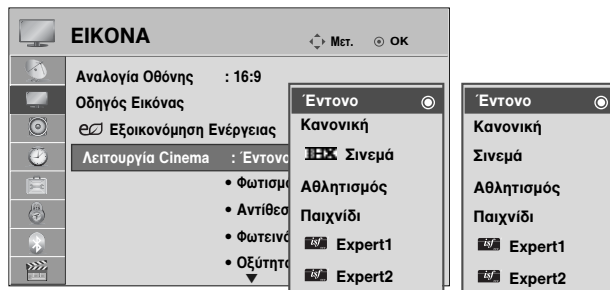 ΕΙΚΟΝΑ
Μετ. OK
Αναλογία Οθόνης : 16:9
Οδηγός Εικόνας
Εξοικονόμηση Ενέργειας
Λειτουργία Cinema : Έντονο
• Φωτισμ
• Αντίθεσ
• Φωτεινό
• Οξύτητ
Έντονο
Κανονική
THX Σινεμά
Αθλητισμός
Παιχνίδι
isf Expert1
isf Expert2
Έντονο
Κανονική
Σινεμά
Αθλητισμός
Παιχνίδι
isf Expert1
isf Expert2